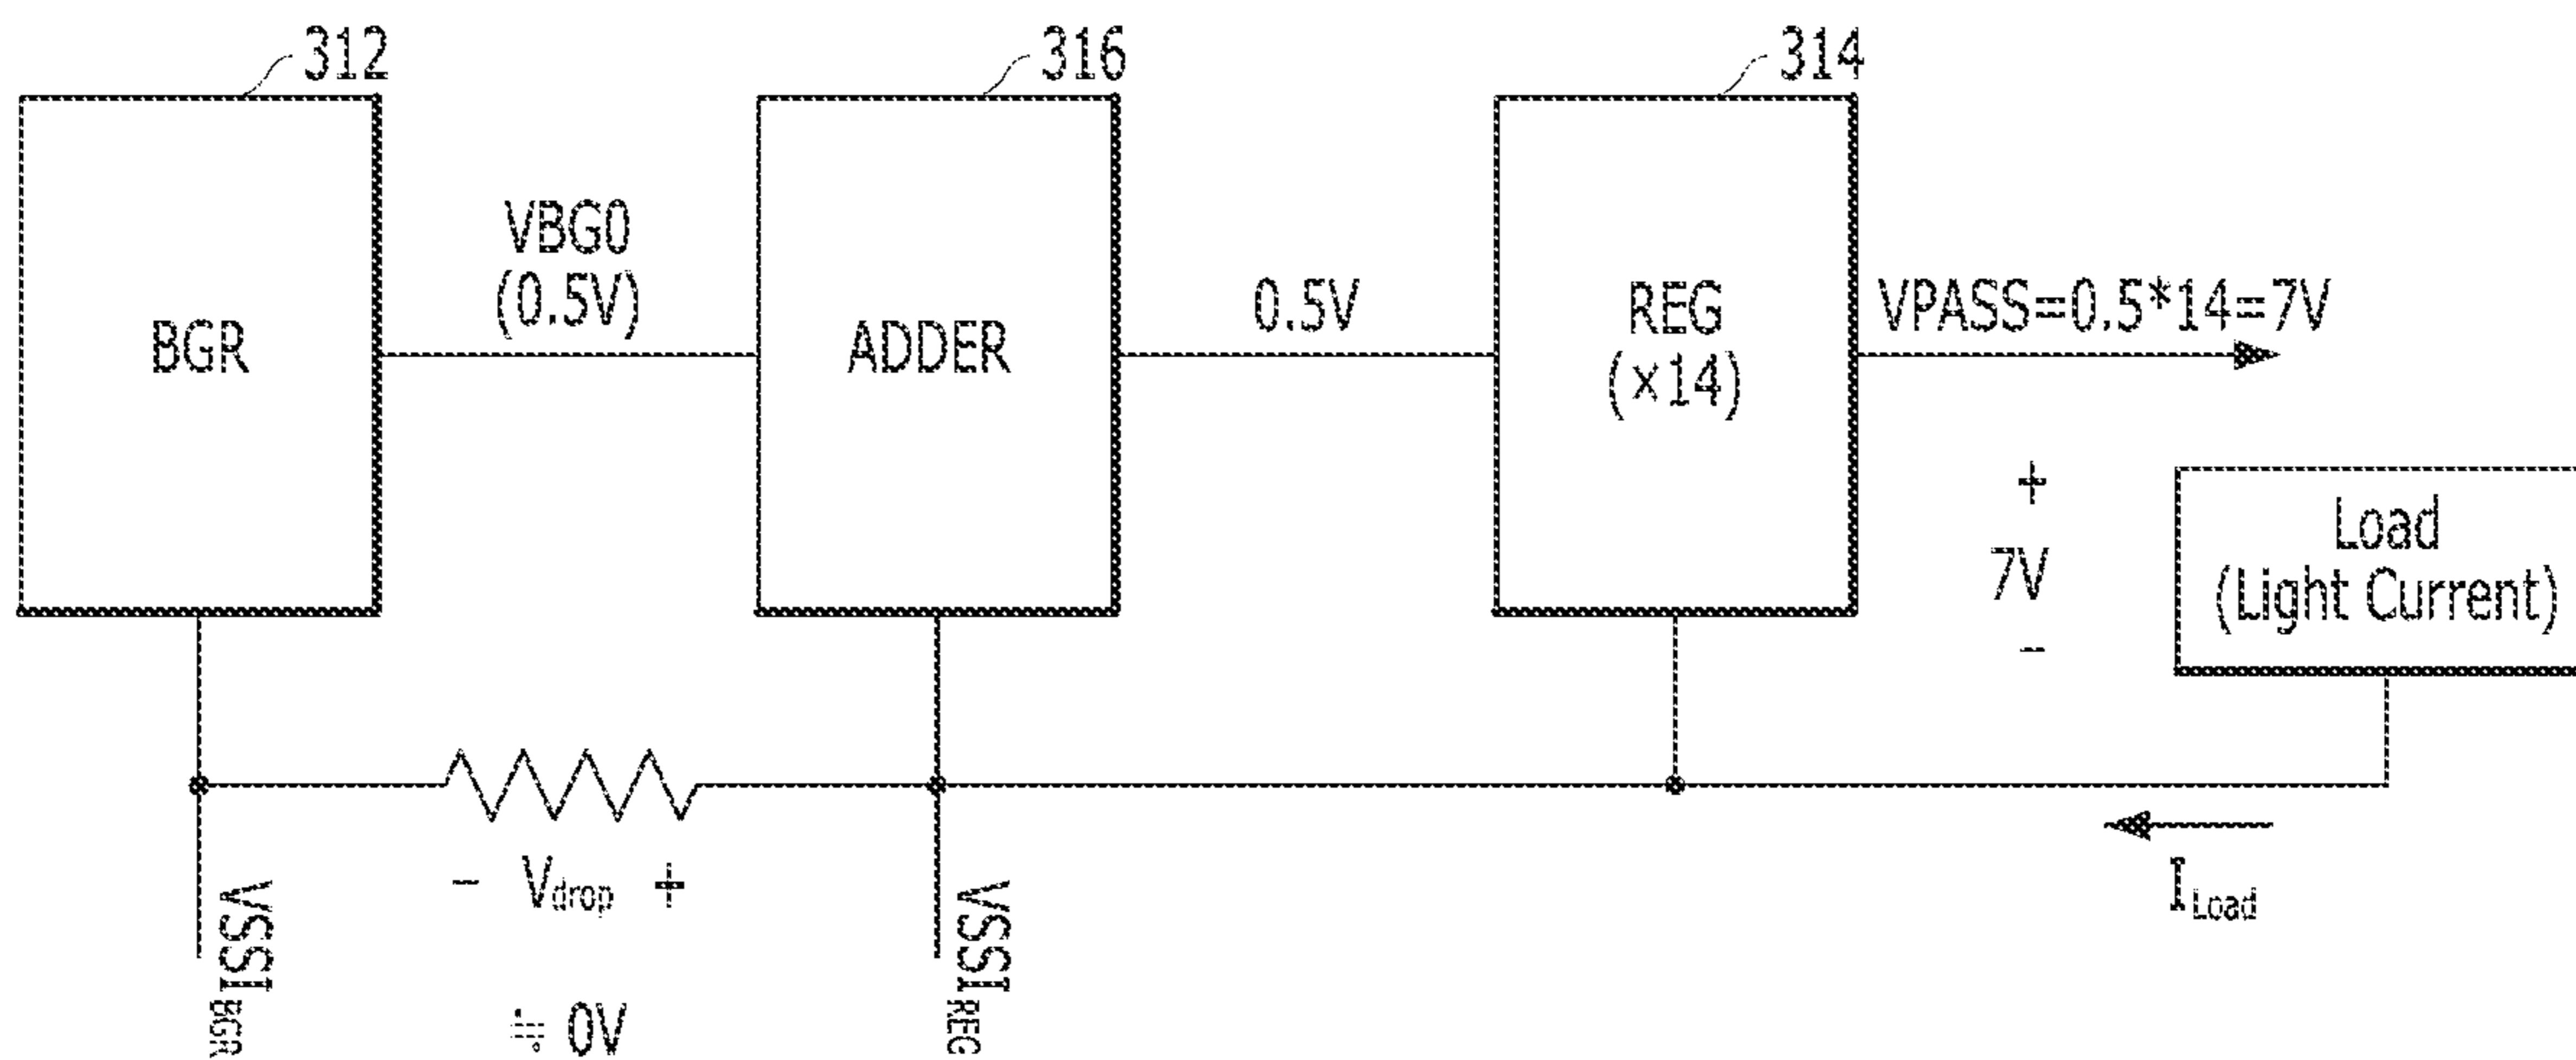 312
316
314
BGR
VBG0
(0.5V)
ADDER
0.5V
REG
(×14)
VPASS=0.5*14=7V
+
7V
-
Load
(Light Current)
- Vdrop +
≒ 0V
VSSIBGR
VSSIREG
ILoad